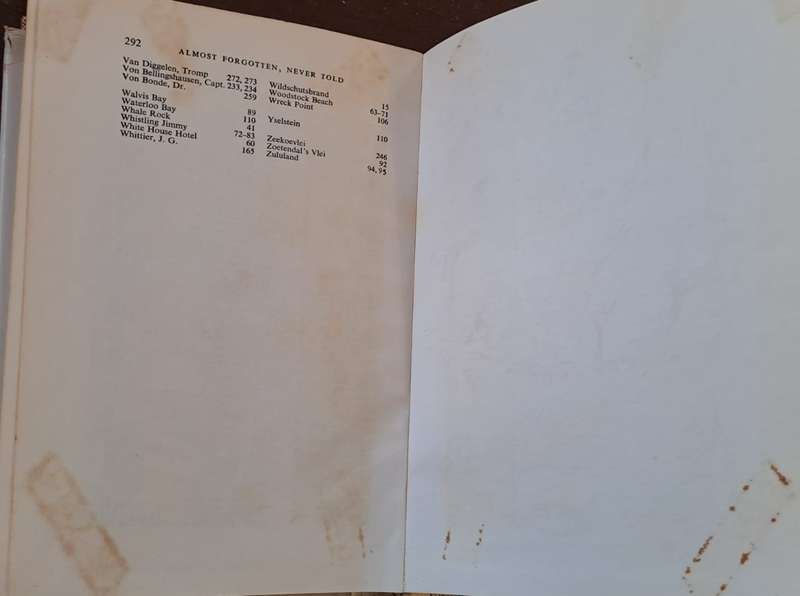 292
ALMOST FORGOTTEN, NEVER TOLD
Van Diggelen, Tromp 272, 273
Von Bellingshausen, Capt. 233, 234
Von Bonde, Dr. 259
Walvis Bay 89
Waterloo Bay 110
Whale Rock 41
Whistling Jimmy 72–83
White House Hotel 60
Whittier, J. G. 165
Wildschutsbrand 15
Woodstock Beach 63–71
Wreck Point 106
Yselstein 110
Zeekoevlei 246
Zoetendal's Vlei 92
Zululand 94, 95